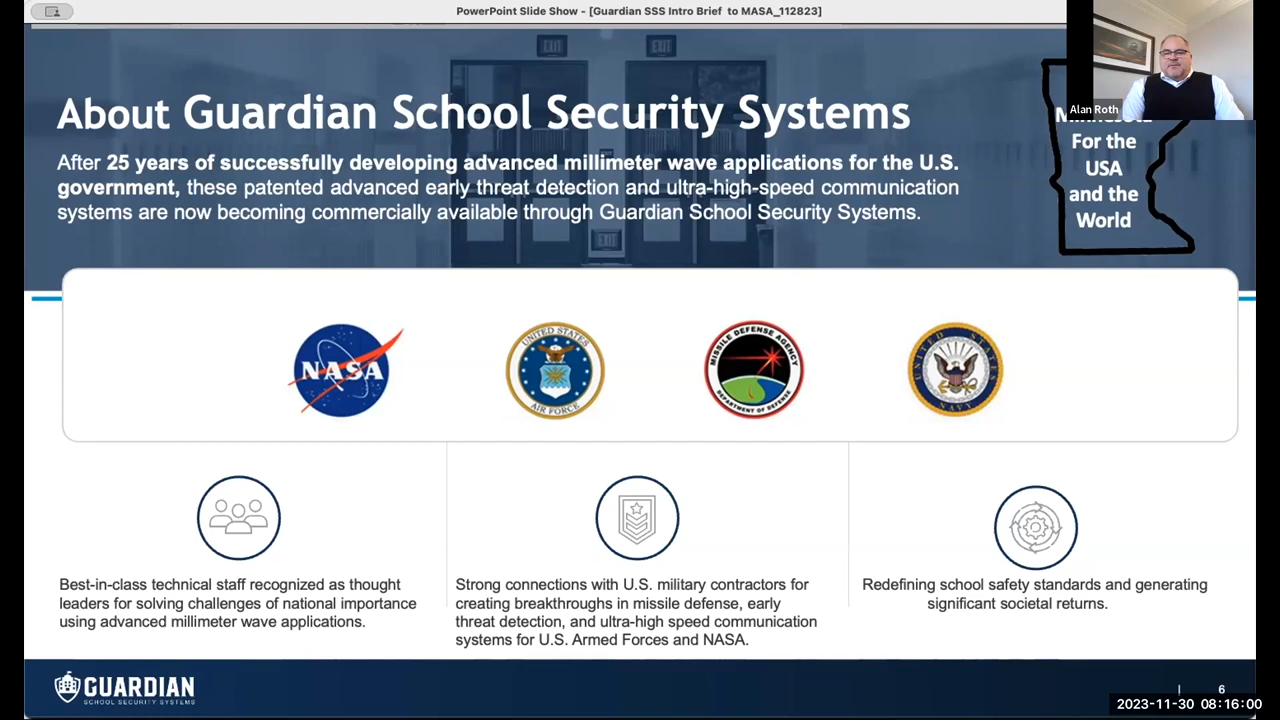 PowerPoint Slide Show - [Guardian SSS Intro Brief to MASA_112823]
EXIT
EXIT
Alan Roth
About Guardian School Security Systems
For the
USA
and the
World
After 25 years of successfully developing advanced millimeter wave applications for the U.S.
government, these patented advanced early threat detection and ultra-high-speed communication
systems are now becoming commercially available through Guardian School Security Systems.
EXIT
NASA
UNITED STATES
AIR FORCE
MISSILE DEFENSE AGENCY
DEPARTMENT OF DEFENSE
UNITED STATES
NAVY
Best-in-class technical staff recognized as thought
leaders for solving challenges of national importance
using advanced millimeter wave applications.
Strong connections with U.S. military contractors for
creating breakthroughs in missile defense, early
threat detection, and ultra-high speed communication
systems for U.S. Armed Forces and NASA.
Redefining school safety standards and generating
significant societal returns.
GUARDIAN
SCHOOL SECURITY SYSTEMS
| 6
2023-11-30 08:16:00